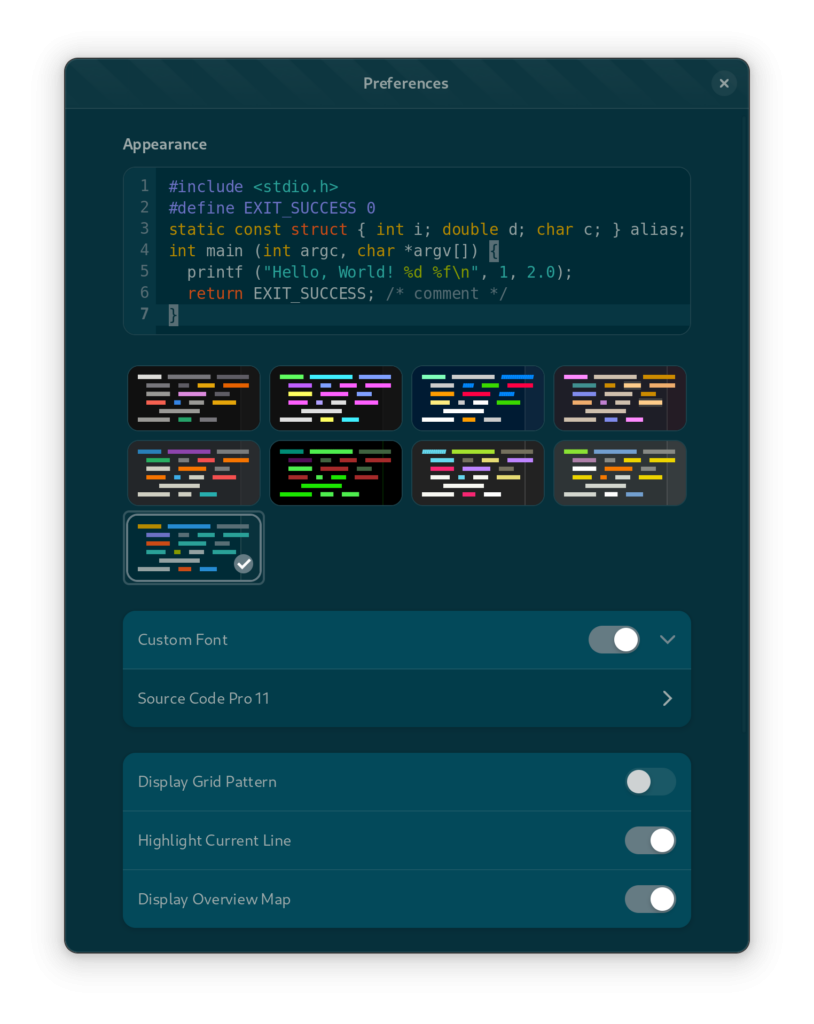 Preferences
Appearance
1 #include <stdio.h>
2 #define EXIT_SUCCESS 0
3 static const struct { int i; double d; char c; } alias;
4 int main (int argc, char *argv[]) {
5   printf ("Hello, World! %d %f\n", 1, 2.0);
6   return EXIT_SUCCESS; /* comment */
7 }
Custom Font
Source Code Pro 11
Display Grid Pattern
Highlight Current Line
Display Overview Map